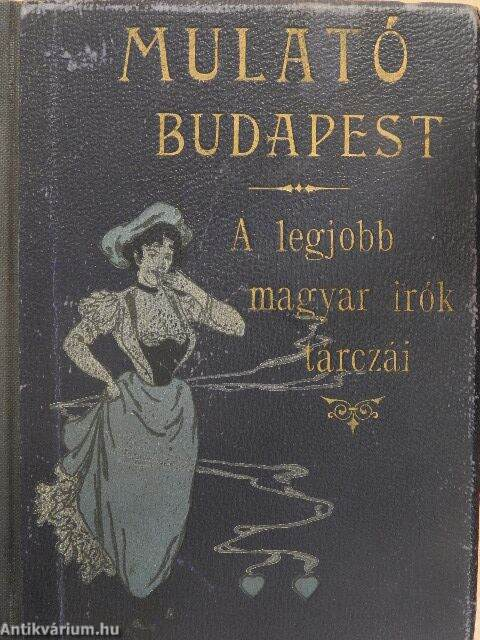 MULATÓ
BUDAPEST
A legjobb
magyar irók
tárczái
Antikvárium.hu